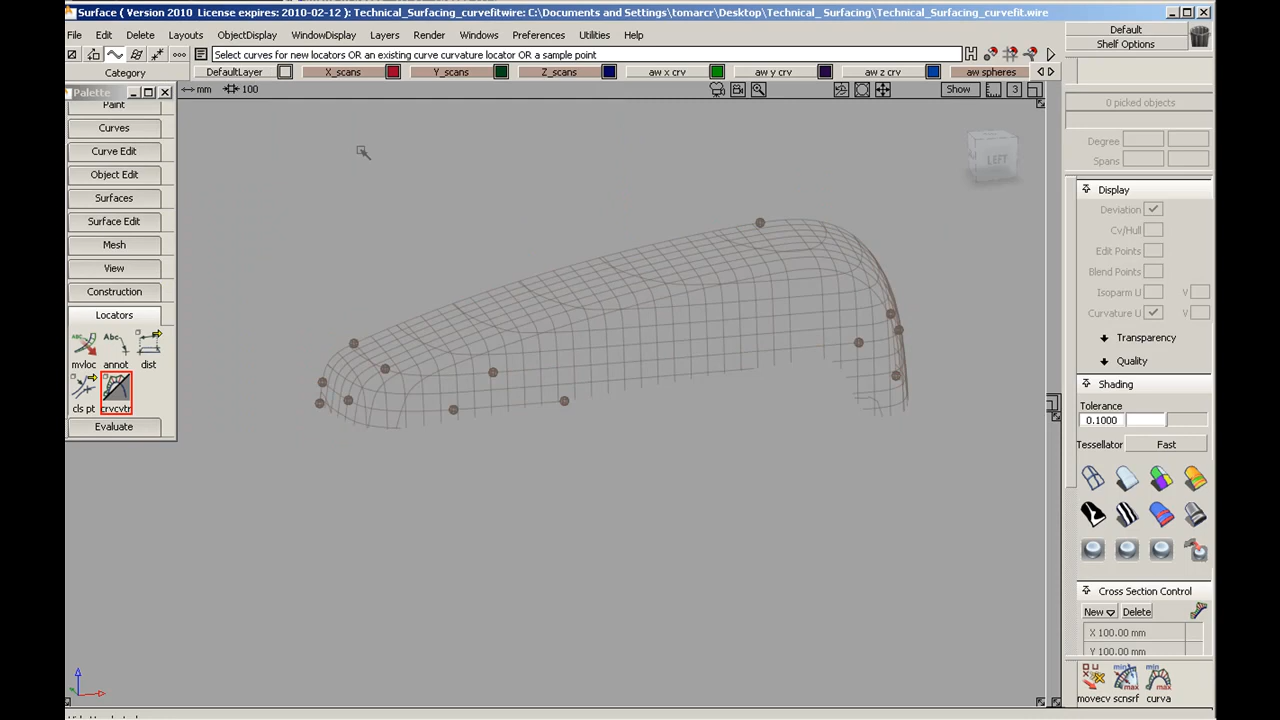 Surface ( Version 2010  License expires: 2010-02-12 ): Technical_Surfacing_curvefitwire: C:\Documents and Settings\tomarcr\Desktop\Technical_ Surfacing\Technical_Surfacing_curvefit.wire
File Edit Delete Layouts ObjectDisplay WindowDisplay Layers Render Windows Preferences Utilities Help
Default
Shelf Options
Select curves for new locators OR an existing curve curvature locator OR a sample point
Category DefaultLayer X_scans Y_scans Z_scans aw x crv aw y crv aw z crv aw spheres
Palette
mm 100
Show 3
Paint
Curves
Curve Edit
Object Edit
Surfaces
Surface Edit
Mesh
View
Construction
Locators
Abc
mvloc annot dist
cls pt crvcvtr
Evaluate
LEFT
0 picked objects
Degree
Spans
Display
Deviation
Cv/Hull
Edit Points
Blend Points
Isoparm U V
Curvature U V
Transparency
Quality
Shading
Tolerance
0.1000
Tessellator Fast
Cross Section Control
New Delete
X 100.00 mm
Y 100.00 mm
min max min max
movecv scnsrf curva